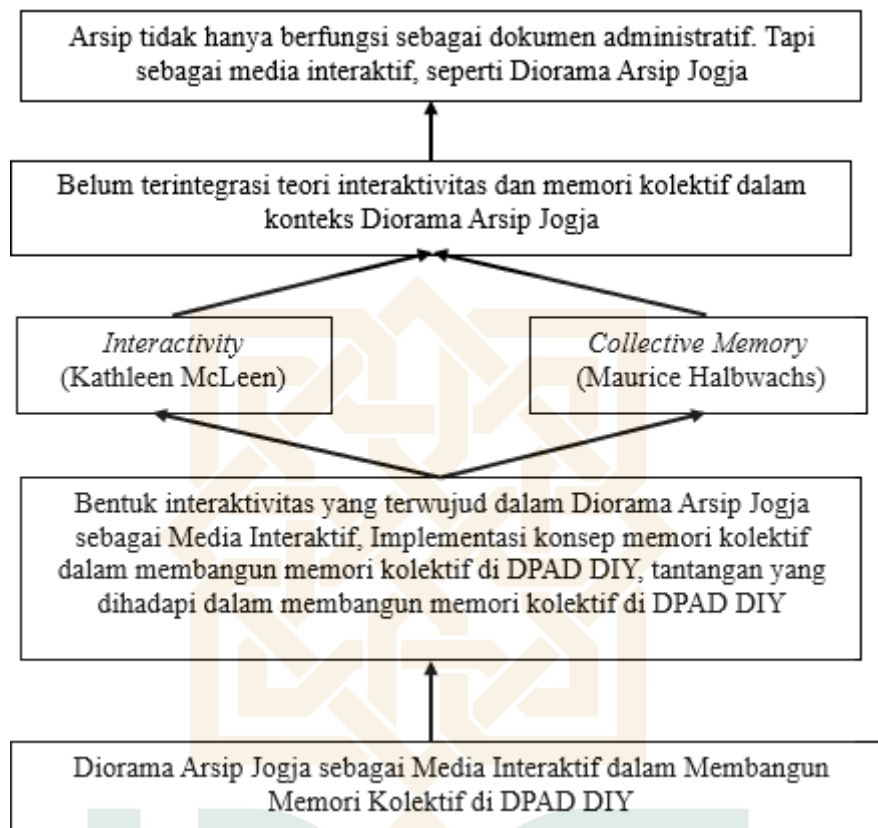 Arsip tidak hanya berfungsi sebagai dokumen administratif. Tapi
sebagai media interaktif, seperti Diorama Arsip Jogja
Belum terintegrasi teori interaktivitas dan memori kolektif dalam
konteks Diorama Arsip Jogja
Interactivity
(Kathleen McLeen)
Collective Memory
(Maurice Halbwachs)
Bentuk interaktivitas yang terwujud dalam Diorama Arsip Jogja
sebagai Media Interaktif, Implementasi konsep memori kolektif
dalam membangun memori kolektif di DPAD DIY, tantangan yang
dihadapi dalam membangun memori kolektif di DPAD DIY
Diorama Arsip Jogja sebagai Media Interaktif dalam Membangun
Memori Kolektif di DPAD DIY